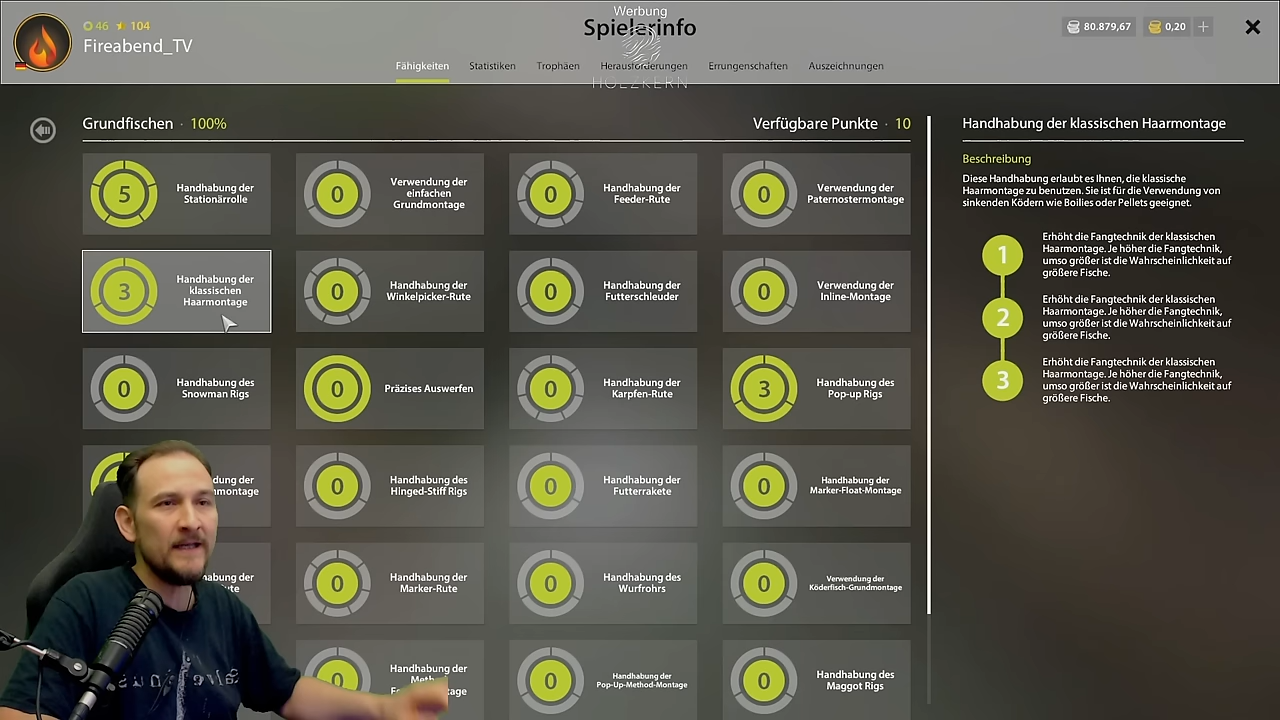 Werbung
46 104
Fireabend_TV
Spielerinfo
80.879,67
0,20
HOLZKERN
Fähigkeiten
Statistiken
Trophäen
Herausforderungen
Errungenschaften
Auszeichnungen
Grundfischen · 100%
Verfügbare Punkte · 10
5
Handhabung der
Stationärrolle
0
Verwendung der
einfachen
Grundmontage
0
Handhabung der
Feeder-Rute
0
Verwendung der
Paternostermontage
3
Handhabung der
klassischen
Haarmontage
0
Handhabung der
Winkelpicker-Rute
0
Handhabung der
Futterschleuder
0
Verwendung der
Inline-Montage
0
Handhabung des
Snowman Rigs
0
Präzises Auswerfen
0
Handhabung der
Karpfen-Rute
3
Handhabung des
Pop-up Rigs
0
Handhabung des
Hinged-Stiff Rigs
0
Handhabung der
Futterrakete
0
Handhabung der
Marker-Float-Montage
0
Handhabung der
Marker-Rute
0
Handhabung des
Wurfrohrs
0
Verwendung der
Köderfisch-Grundmontage
0
Handhabung der
0
Handhabung der
Pop-Up-Method-Montage
0
Handhabung des
Maggot Rigs
Handhabung der klassischen Haarmontage
Beschreibung
Diese Handhabung erlaubt es Ihnen, die klassische
Haarmontage zu benutzen. Sie ist für die Verwendung von
sinkenden Ködern wie Boilies oder Pellets geeignet.
1
Erhöht die Fangtechnik der klassischen
Haarmontage. Je höher die Fangtechnik,
umso größer ist die Wahrscheinlichkeit auf
größere Fische.
2
Erhöht die Fangtechnik der klassischen
Haarmontage. Je höher die Fangtechnik,
umso größer ist die Wahrscheinlichkeit auf
größere Fische.
3
Erhöht die Fangtechnik der klassischen
Haarmontage. Je höher die Fangtechnik,
umso größer ist die Wahrscheinlichkeit auf
größere Fische.